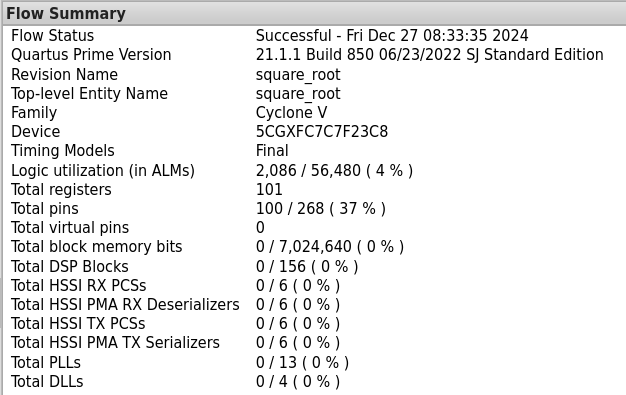 Flow Summary
Flow Status Successful - Fri Dec 27 08:33:35 2024
Quartus Prime Version 21.1.1 Build 850 06/23/2022 SJ Standard Edition
Revision Name square_root
Top-level Entity Name square_root
Family Cyclone V
Device 5CGXFC7C7F23C8
Timing Models Final
Logic utilization (in ALMs) 2,086 / 56,480 ( 4 % )
Total registers 101
Total pins 100 / 268 ( 37 % )
Total virtual pins 0
Total block memory bits 0 / 7,024,640 ( 0 % )
Total DSP Blocks 0 / 156 ( 0 % )
Total HSSI RX PCSs 0 / 6 ( 0 % )
Total HSSI PMA RX Deserializers 0 / 6 ( 0 % )
Total HSSI TX PCSs 0 / 6 ( 0 % )
Total HSSI PMA TX Serializers 0 / 6 ( 0 % )
Total PLLs 0 / 13 ( 0 % )
Total DLLs 0 / 4 ( 0 % )